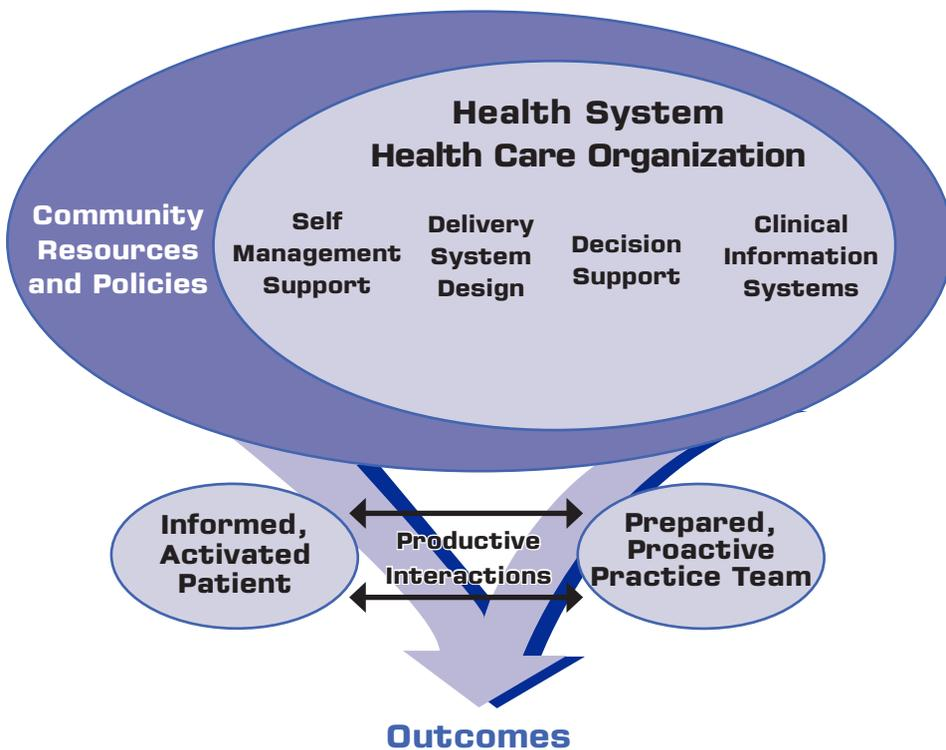 Health System
Health Care Organization
Community
Resources
and Policies
Self
Management
Support
Delivery
System
Design
Decision
Support
Clinical
Information
Systems
Informed,
Activated
Patient
Productive
Interactions
Prepared,
Proactive
Practice Team
Outcomes